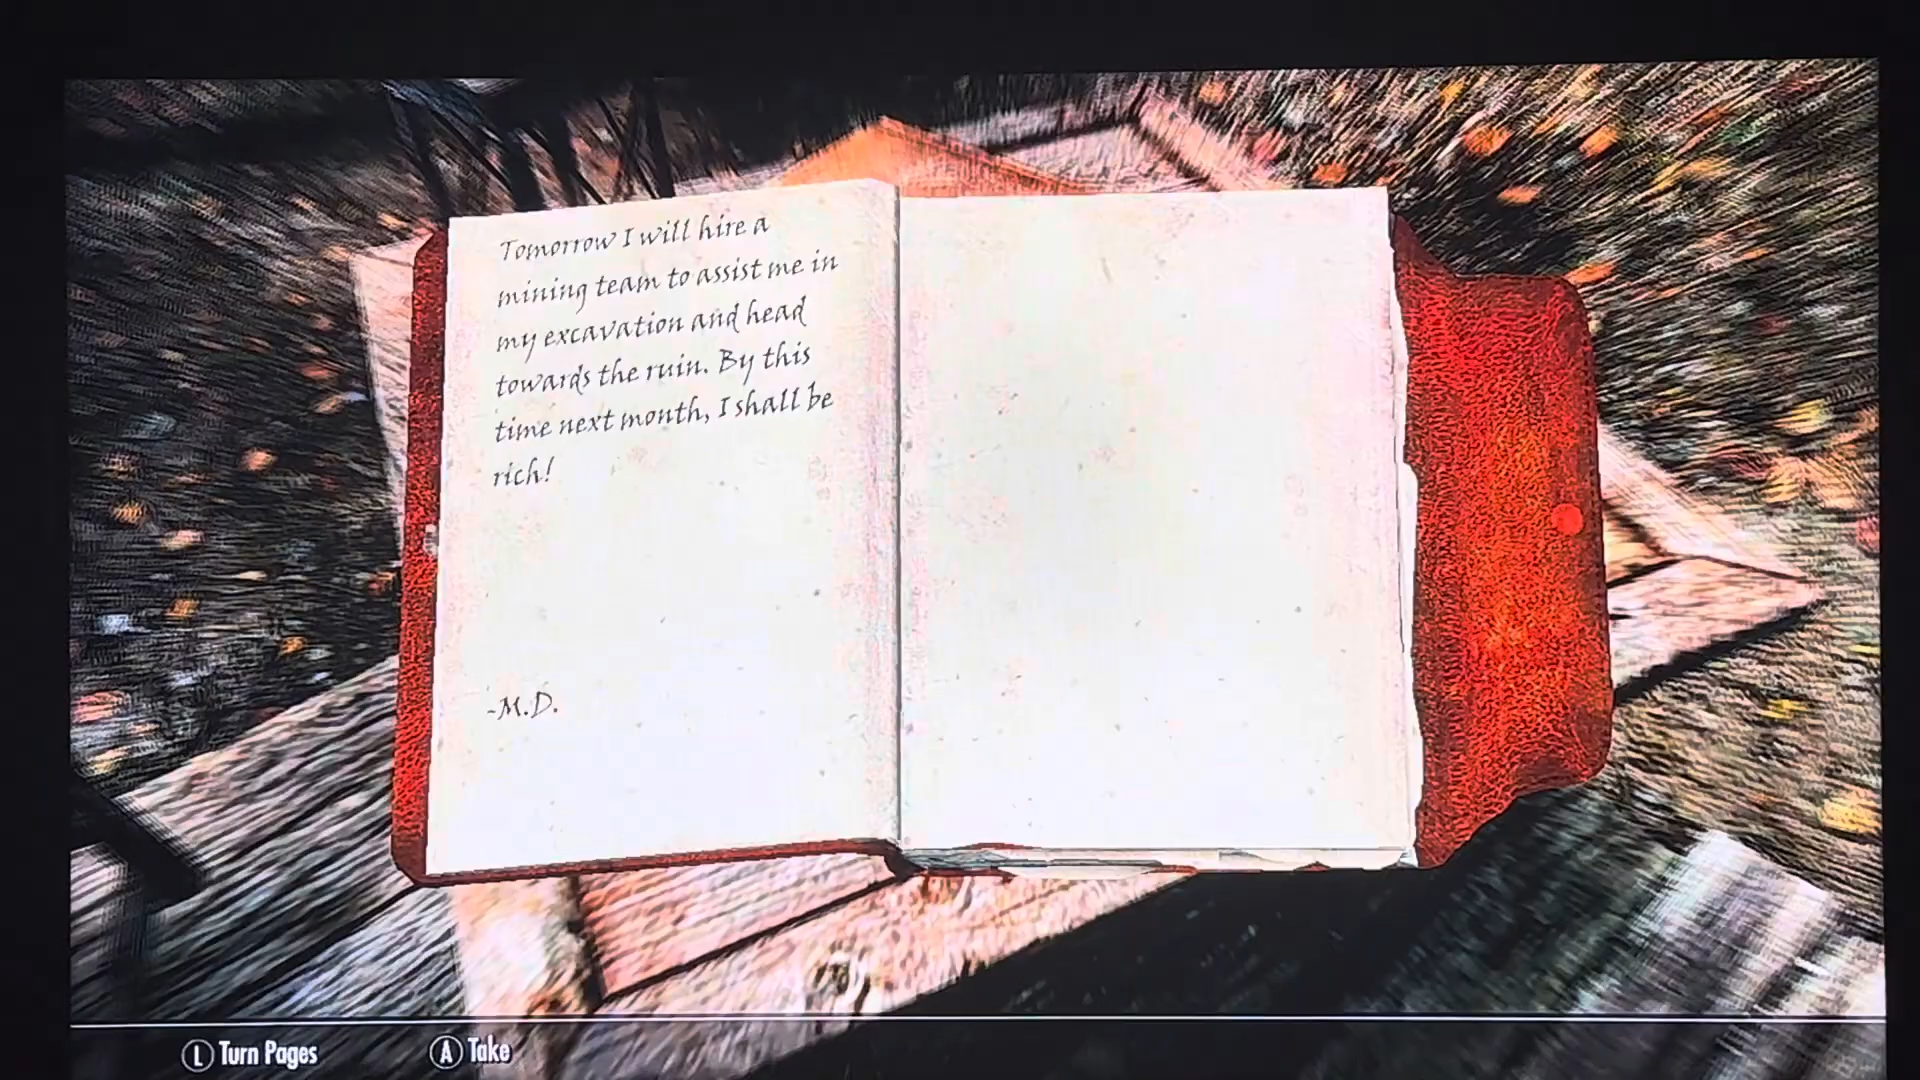 Tomorrow I will hire a
mining team to assist me in
my excavation and head
towards the ruin. By this
time next month, I shall be
rich!
-M.D.
L Turn Pages
A Take